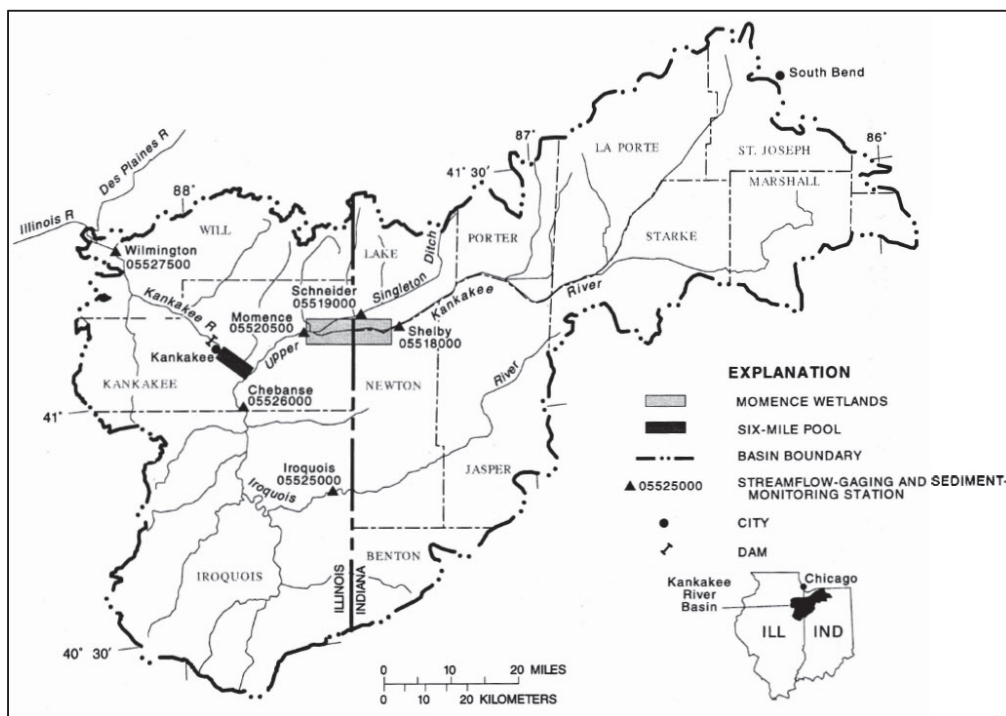 South Bend
87°
86°
LA PORTE
ST. JOSEPH
41° 30'
MARSHALL
Des Plaines R
88°
Illinois R
WILL
LAKE
PORTER
STARKE
Wilmington
05527500
Singleton Ditch
Schneider
05519000
Kankakee River
Kankakee R
Momence
05520500
Upper
Shelby
05518000
Kankakee
KANKAKEE
NEWTON
River
Chebanse
05526000
41°
Iroquois
05525000
Iroquois
JASPER
BENTON
IROQUOIS
ILLINOIS
INDIANA
40° 30'
EXPLANATION
MOMENCE WETLANDS
SIX-MILE POOL
BASIN BOUNDARY
05525000 STREAMFLOW-GAGING AND SEDIMENT-
MONITORING STATION
CITY
DAM
Chicago
Kankakee
River
Basin
ILL
IND
0 10 20 MILES
0 10 20 KILOMETERS